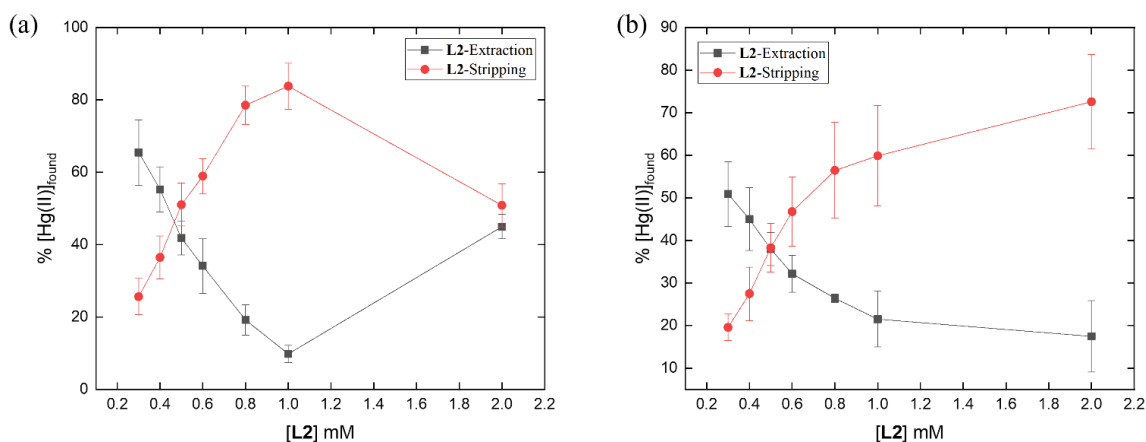 (a)
100
80
60
40
20
0
% [Hg(II)]found
L2-Extraction
L2-Stripping
0.2 0.4 0.6 0.8 1.0 1.2 1.4 1.6 1.8 2.0 2.2
[L2] mM
(b)
90
80
70
60
50
40
30
20
10
% [Hg(II)]found
L2-Extraction
L2-Stripping
0.2 0.4 0.6 0.8 1.0 1.2 1.4 1.6 1.8 2.0 2.2
[L2] mM